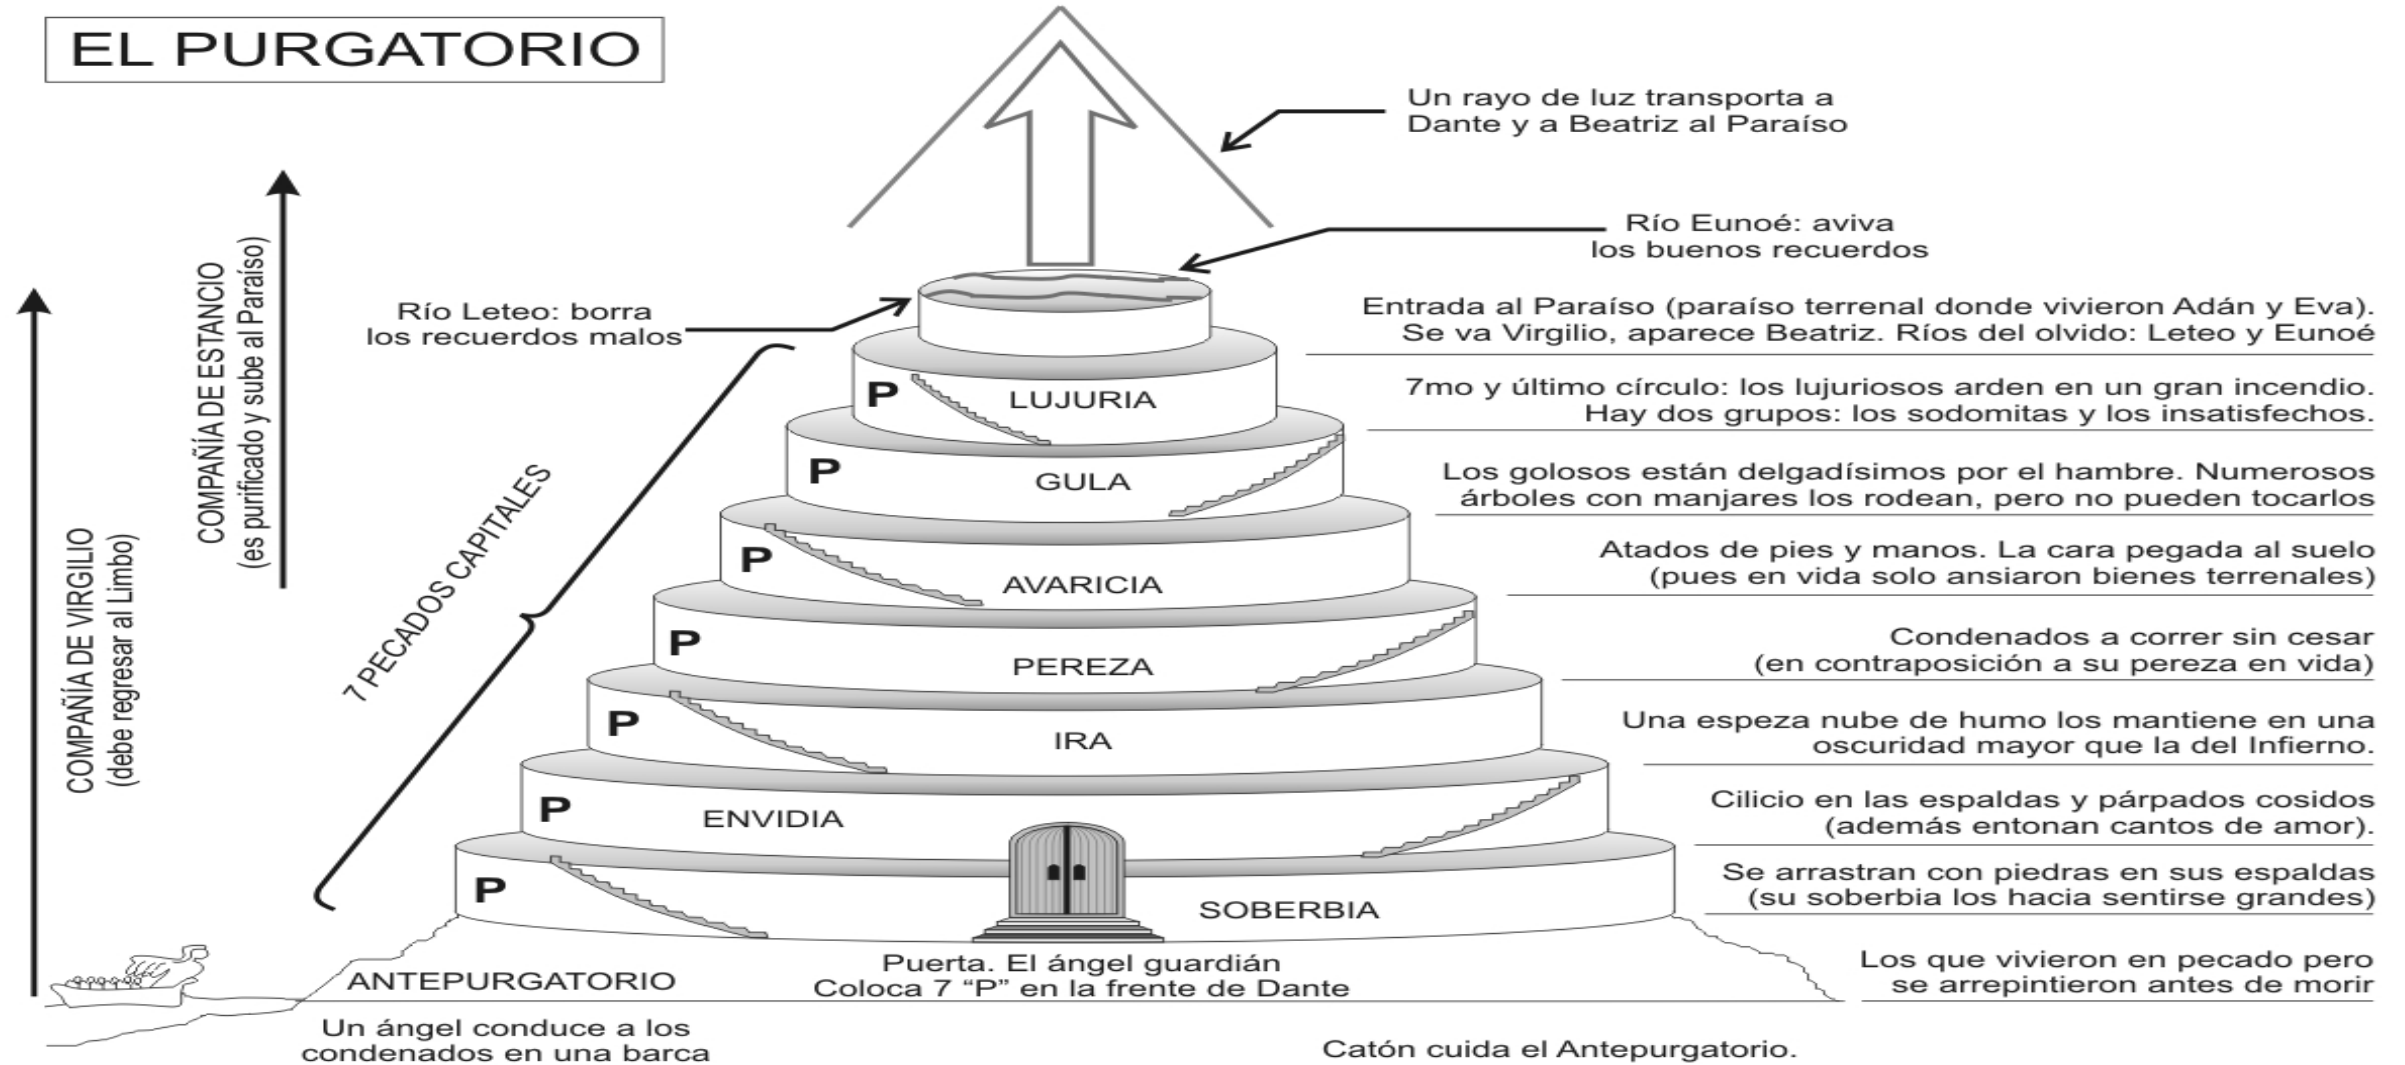 EL PURGATORIO
Un rayo de luz transporta a
Dante y a Beatriz al Paraíso
Río Eunoé: aviva
los buenos recuerdos
Río Leteo: borra
los recuerdos malos
Entrada al Paraíso (paraíso terrenal donde vivieron Adán y Eva).
Se va Virgilio, aparece Beatriz. Ríos del olvido: Leteo y Eunoé
COMPAÑÍA DE VIRGILIO
(debe regresar al Limbo)
COMPAÑÍA DE ESTANCIO
(es purificado y sube al Paraíso)
7 PECADOS CAPITALES
P
LUJURIA
7mo y último círculo: los lujuriosos arden en un gran incendio.
Hay dos grupos: los sodomitas y los insatisfechos.
P
GULA
Los golosos están delgadísimos por el hambre. Numerosos
árboles con manjares los rodean, pero no pueden tocarlos
P
AVARICIA
Atados de pies y manos. La cara pegada al suelo
(pues en vida solo ansiaron bienes terrenales)
P
PEREZA
Condenados a correr sin cesar
(en contraposición a su pereza en vida)
P
IRA
Una espeza nube de humo los mantiene en una
oscuridad mayor que la del Infierno.
P
ENVIDIA
Cilicio en las espaldas y párpados cosidos
(además entonan cantos de amor).
P
SOBERBIA
Se arrastran con piedras en sus espaldas
(su soberbia los hacia sentirse grandes)
ANTEPURGATORIO
Puerta. El ángel guardián
Coloca 7 “P” en la frente de Dante
Los que vivieron en pecado pero
se arrepintieron antes de morir
Un ángel conduce a los
condenados en una barca
Catón cuida el Antepurgatorio.